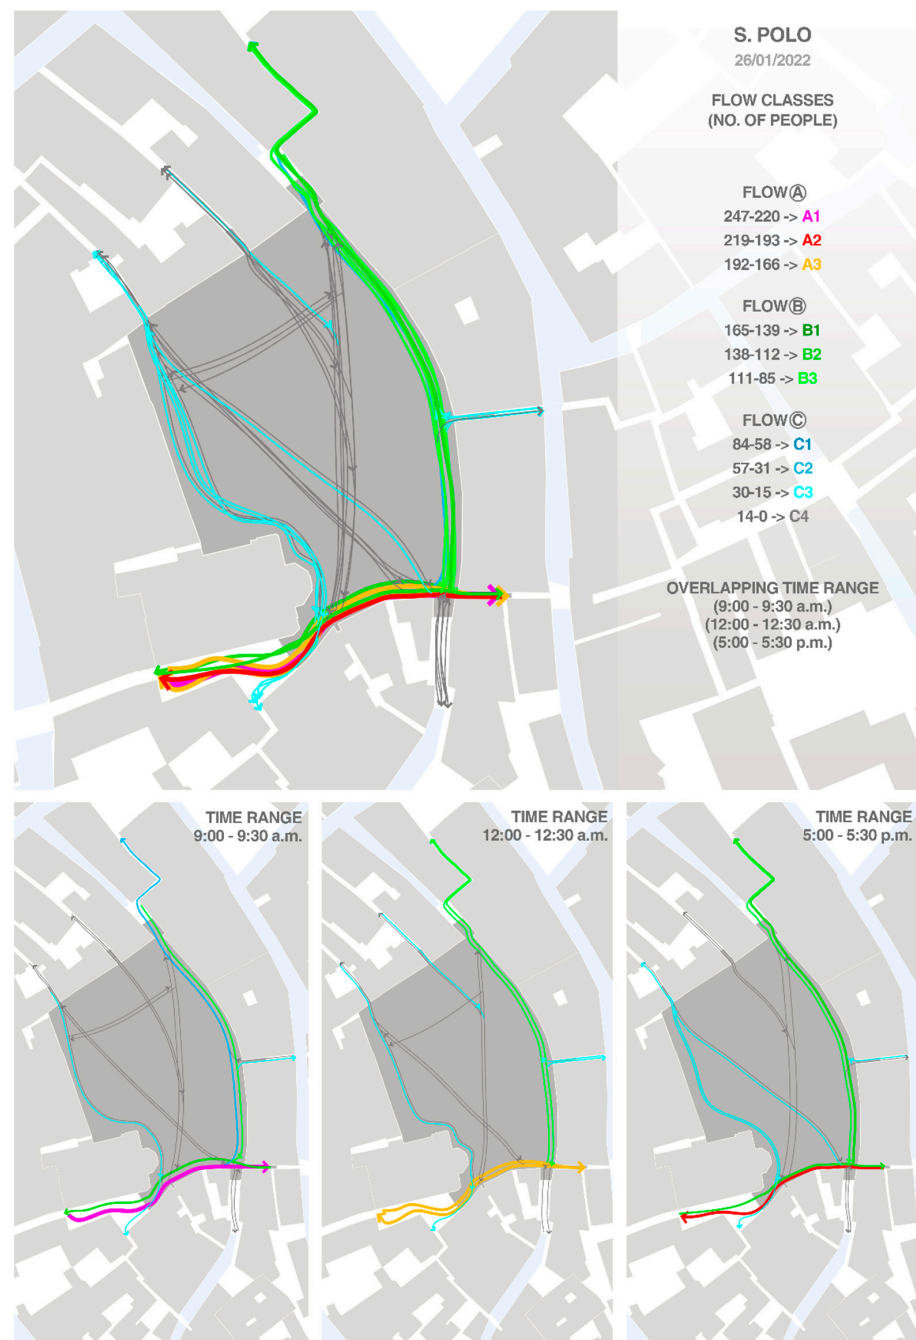 S. POLO
26/01/2022
FLOW CLASSES
(NO. OF PEOPLE)
FLOW Ⓐ
247-220 -> A1
219-193 -> A2
192-166 -> A3
FLOW Ⓑ
165-139 -> B1
138-112 -> B2
111-85 -> B3
FLOW Ⓒ
84-58 -> C1
57-31 -> C2
30-15 -> C3
14-0 -> C4
OVERLAPPING TIME RANGE
(9:00 - 9:30 a.m.)
(12:00 - 12:30 a.m.)
(5:00 - 5:30 p.m.)
TIME RANGE
9:00 - 9:30 a.m.
TIME RANGE
12:00 - 12:30 a.m.
TIME RANGE
5:00 - 5:30 p.m.